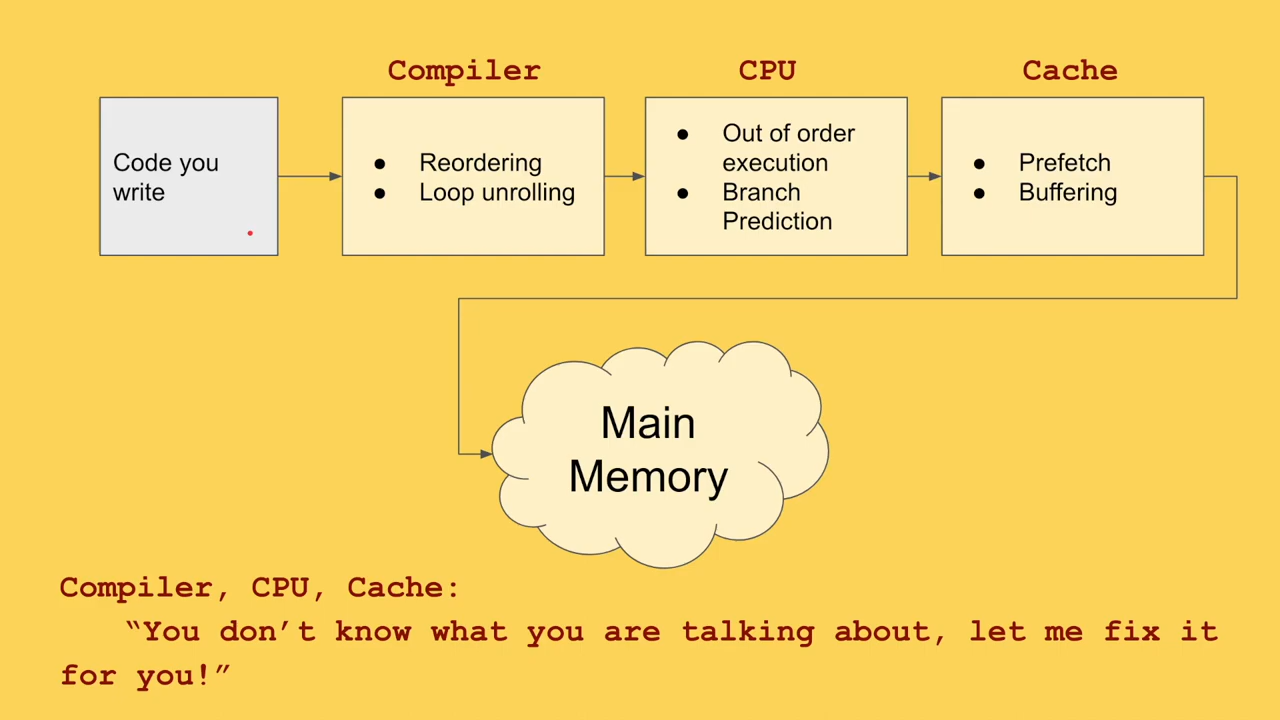 Compiler
CPU
Cache
Code you
write
● Reordering
● Loop unrolling
● Out of order
execution
● Branch
Prediction
● Prefetch
● Buffering
Main
Memory
Compiler, CPU, Cache:
“You don’t know what you are talking about, let me fix it
for you!”